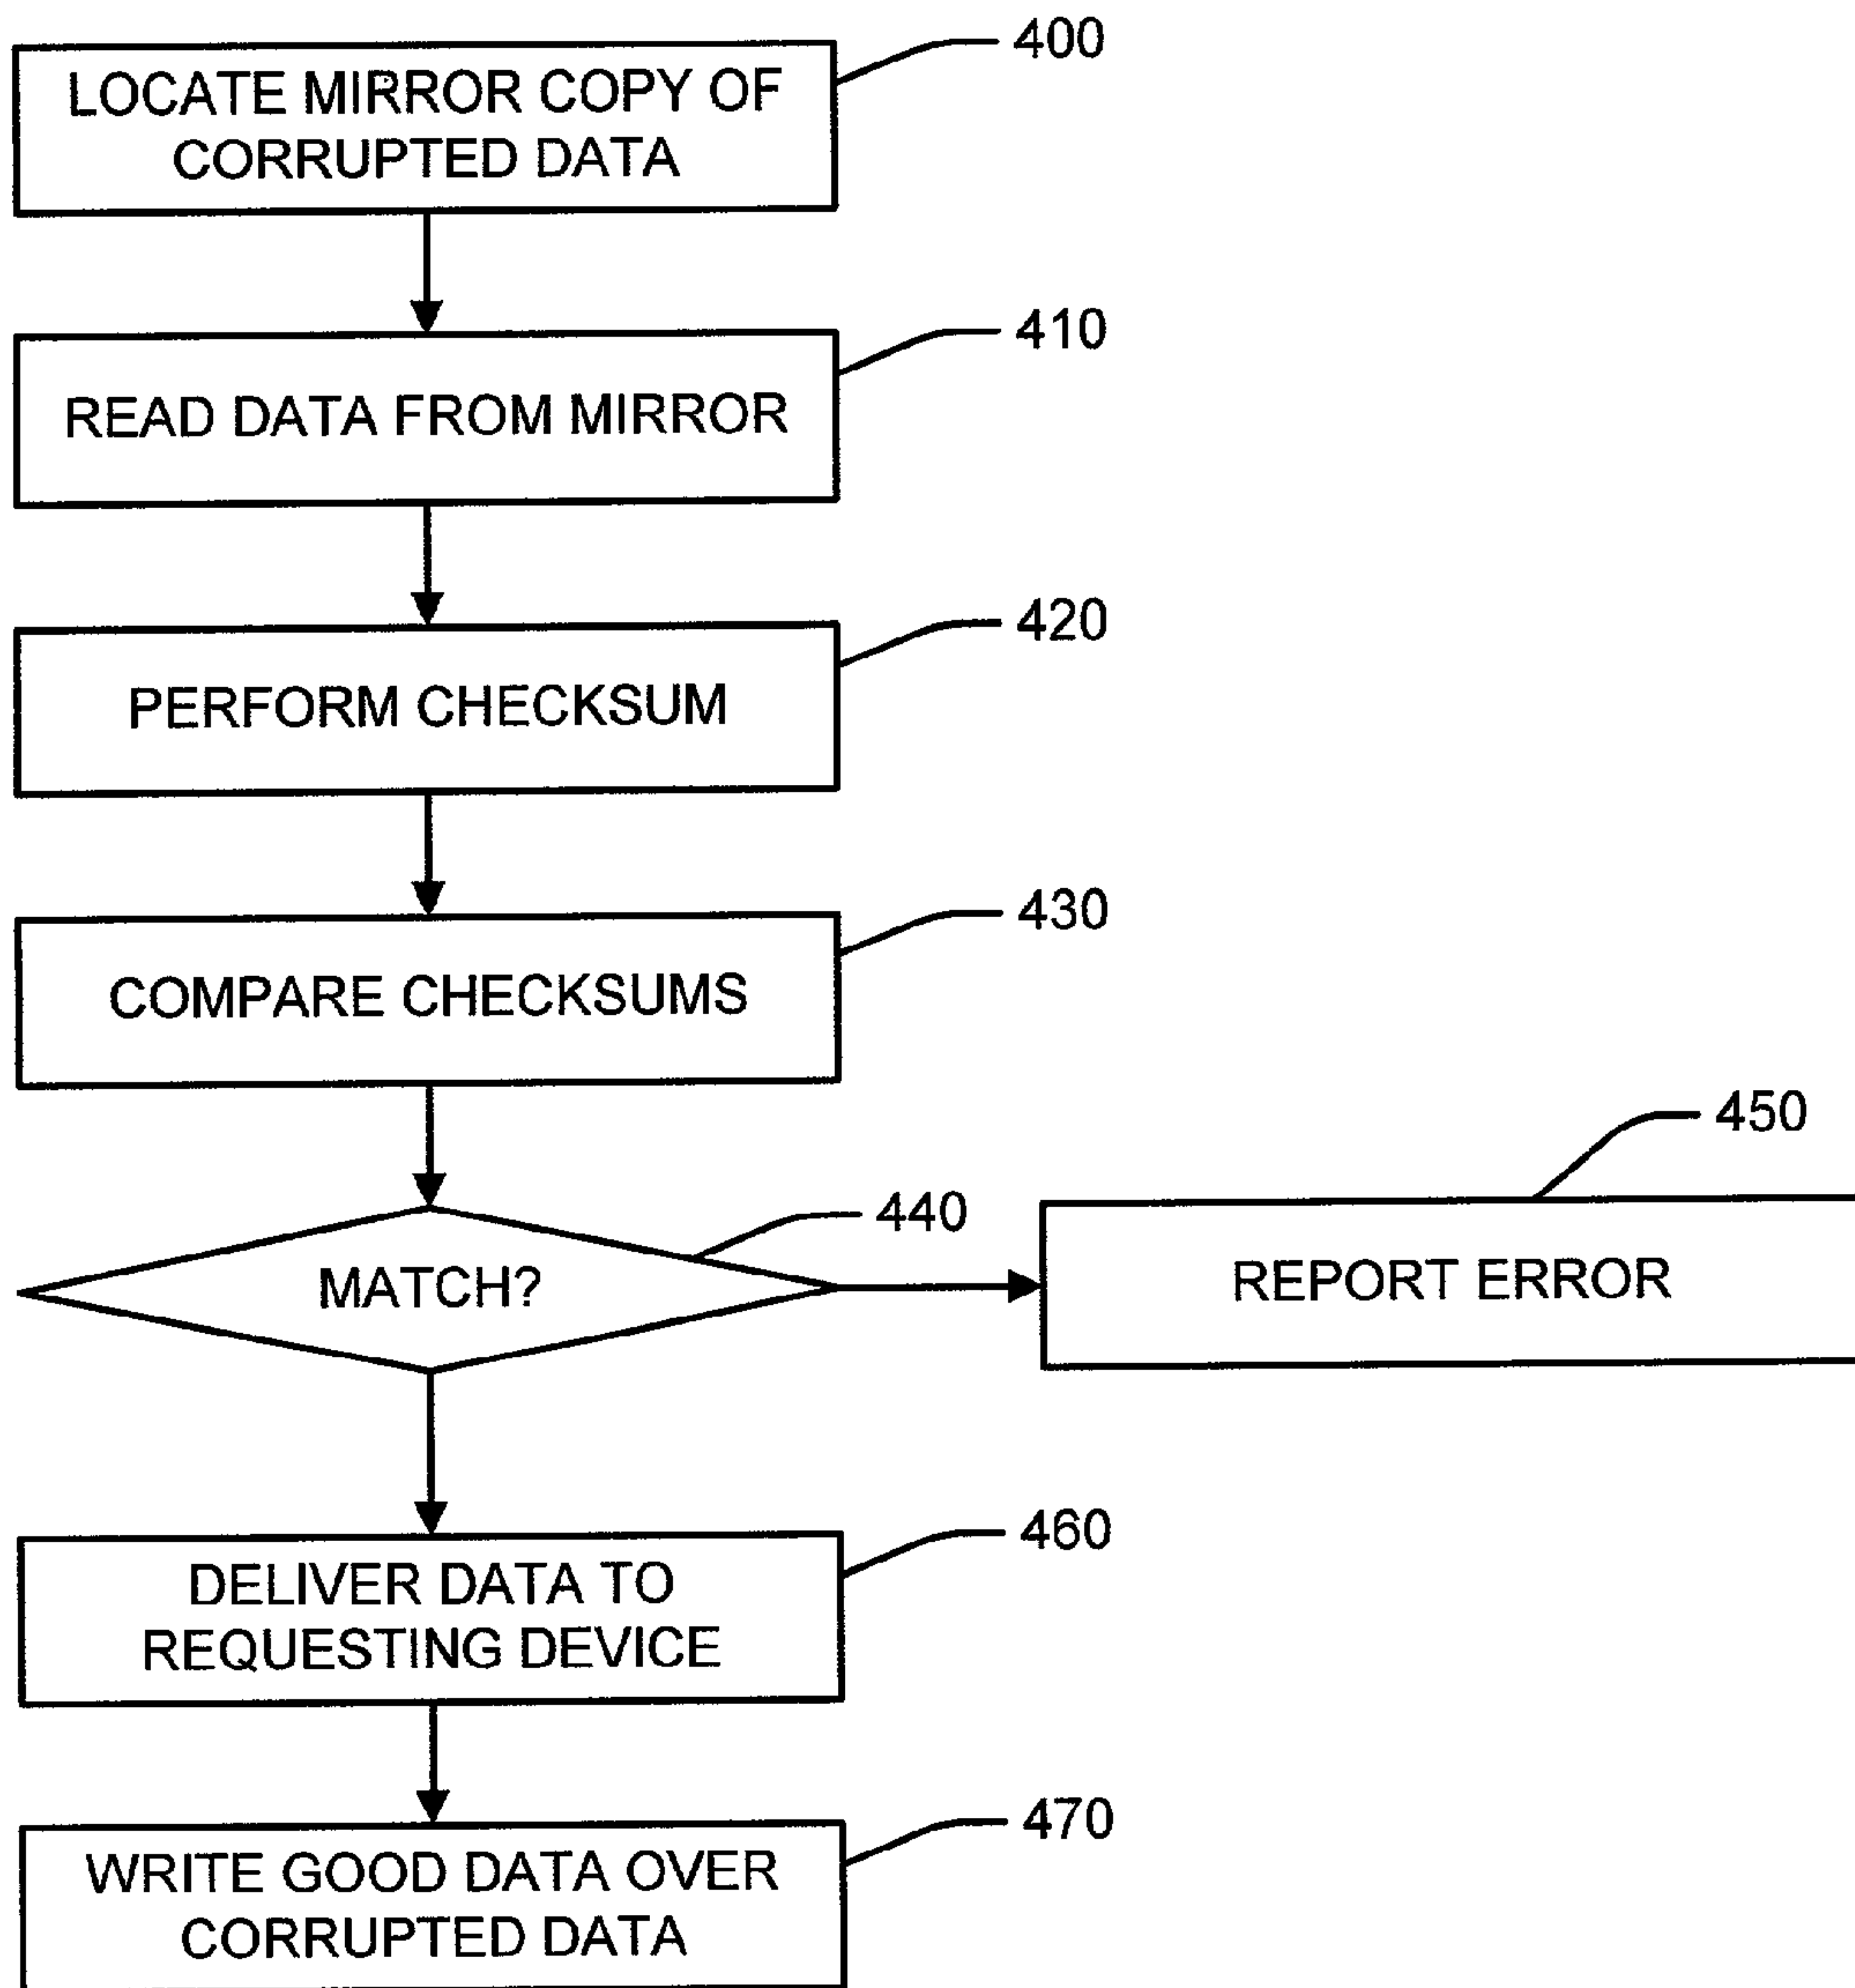 400
LOCATE MIRROR COPY OF
CORRUPTED DATA
410
READ DATA FROM MIRROR
420
PERFORM CHECKSUM
430
COMPARE CHECKSUMS
440
MATCH?
450
REPORT ERROR
460
DELIVER DATA TO
REQUESTING DEVICE
470
WRITE GOOD DATA OVER
CORRUPTED DATA